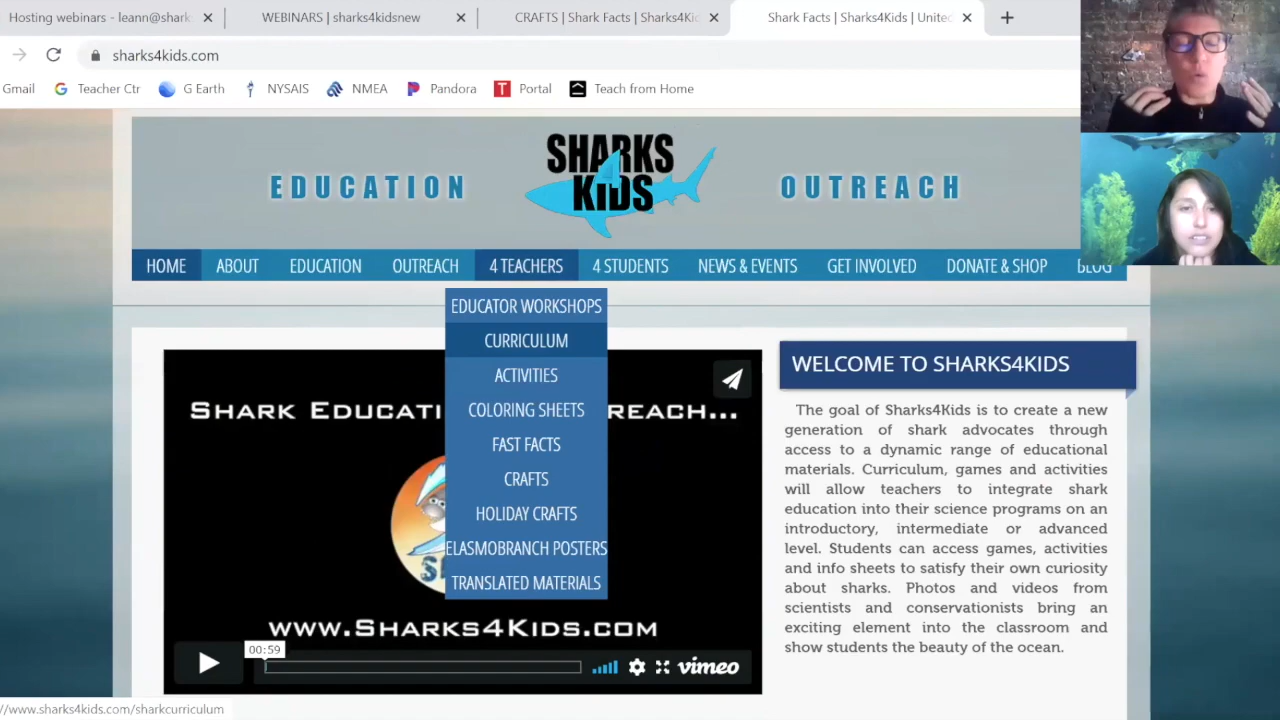 Hosting webinars - leann@shark
WEBINARS | sharks4kidsnew
CRAFTS | Shark Facts | Sharks4Kic
Shark Facts | Sharks4Kids | Unitec
sharks4kids.com
Gmail
Teacher Ctr
G Earth
NYSAIS
NMEA
Pandora
Portal
Teach from Home
EDUCATION
SHARKS
4
KIDS
OUTREACH
HOME
ABOUT
EDUCATION
OUTREACH
4 TEACHERS
4 STUDENTS
NEWS & EVENTS
GET INVOLVED
DONATE & SHOP
BLOG
EDUCATOR WORKSHOPS
CURRICULUM
ACTIVITIES
COLORING SHEETS
FAST FACTS
CRAFTS
HOLIDAY CRAFTS
ELASMOBRANCH POSTERS
TRANSLATED MATERIALS
SHARK EDUCATI
REACH...
www.Sharks4Kids.com
00:59
vimeo
WELCOME TO SHARKS4KIDS
The goal of Sharks4Kids is to create a new
generation of shark advocates through
access to a dynamic range of educational
materials. Curriculum, games and activities
will allow teachers to integrate shark
education into their science programs on an
introductory, intermediate or advanced
level. Students can access games, activities
and info sheets to satisfy their own curiosity
about sharks. Photos and videos from
scientists and conservationists bring an
exciting element into the classroom and
show students the beauty of the ocean.
//www.sharks4kids.com/sharkcurriculum